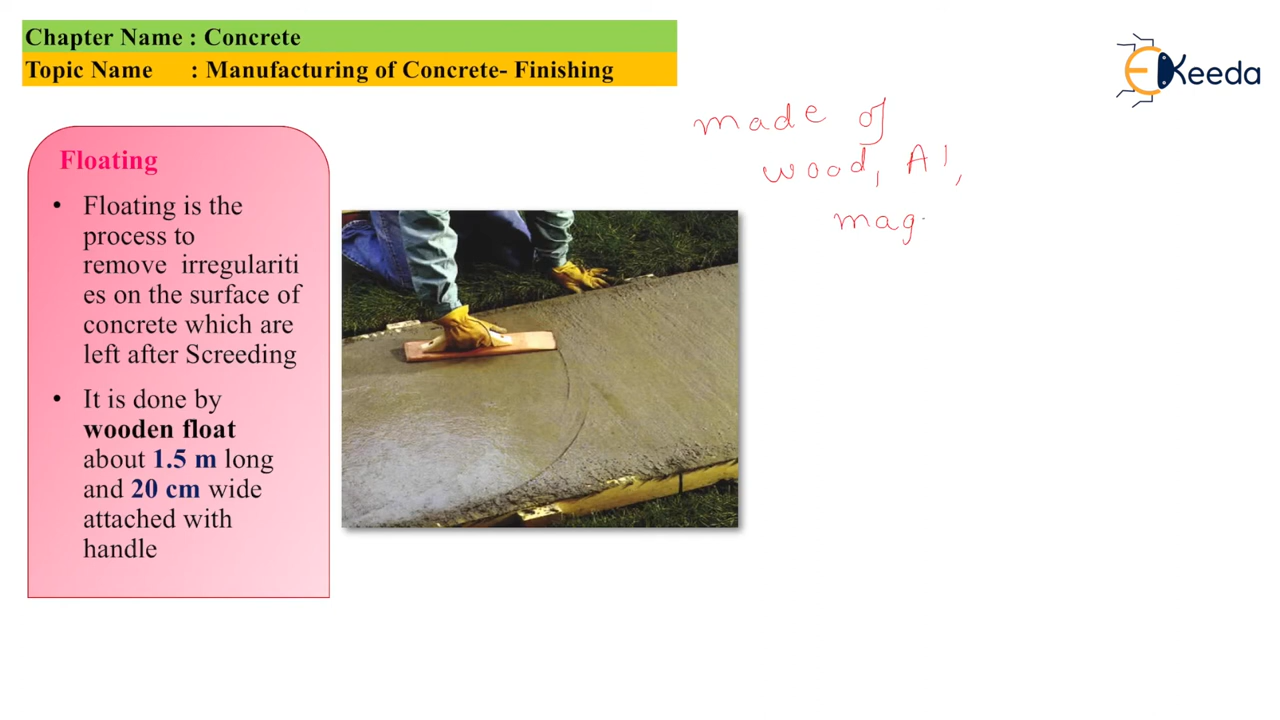 Chapter Name : Concrete
Topic Name : Manufacturing of Concrete- Finishing
EKeeda
made of
wood, Al,
mag
Floating
• Floating is the
process to
remove irregulariti
es on the surface of
concrete which are
left after Screeding
• It is done by
wooden float
about 1.5 m long
and 20 cm wide
attached with
handle